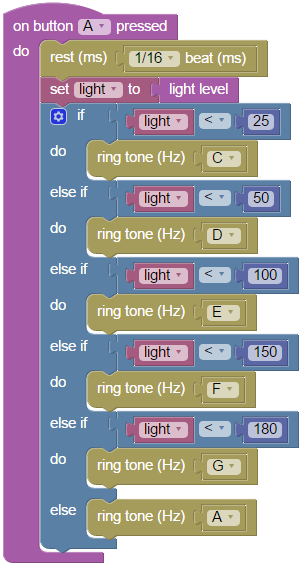 on button A pressed
do rest (ms) 1/16 beat (ms)
set light to light level
if light < 25
do ring tone (Hz) C
else if light < 50
do ring tone (Hz) D
else if light < 100
do ring tone (Hz) E
else if light < 150
do ring tone (Hz) F
else if light < 180
do ring tone (Hz) G
else ring tone (Hz) A